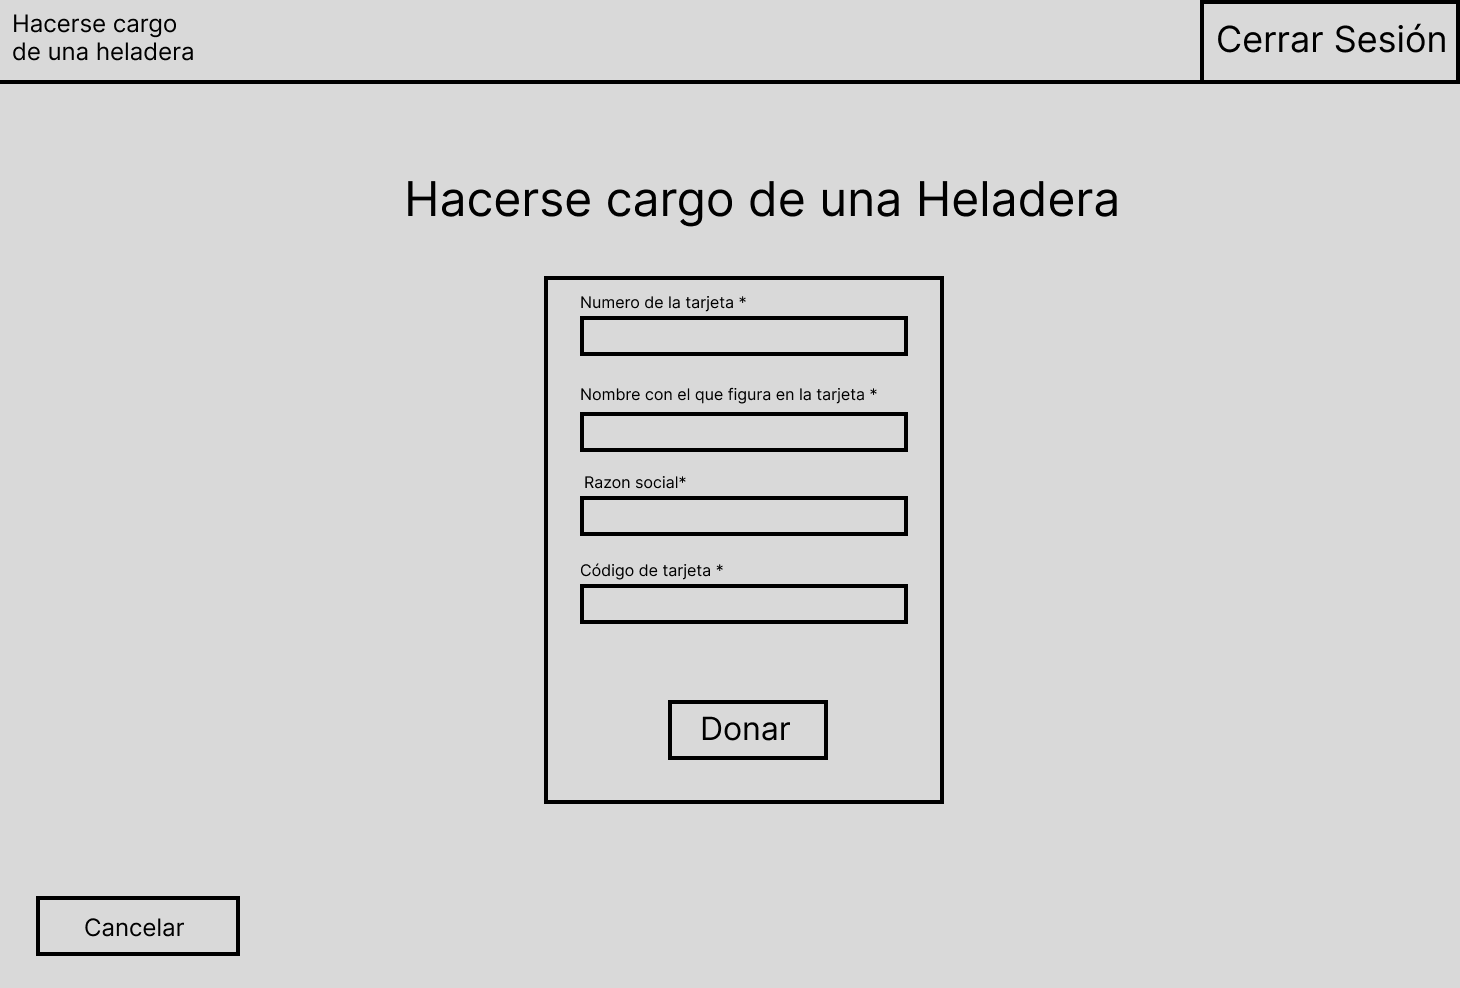 Hacerse cargo
de una heladera
Cerrar Sesión
Hacerse cargo de una Heladera
Numero de la tarjeta *
Nombre con el que figura en la tarjeta *
Razon social*
Código de tarjeta *
Donar
Cancelar